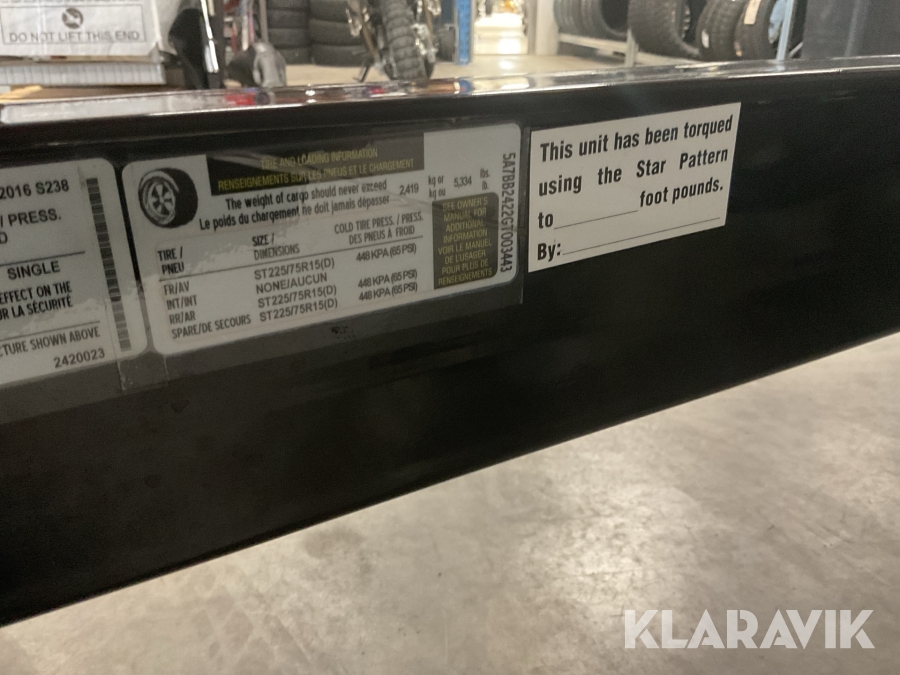 DO NOT LIFT THIS END
2016 S238
/ PRESS.
D
SINGLE
EFFECT ON THE
UR LA SÉCURITÉ
CTURE SHOWN ABOVE
2420023
TIRE AND LOADING INFORMATION
RENSEIGNEMENTS SUR LES PNEUS ET LE CHARGEMENT
The weight of cargo should never exceed
Le poids du chargement ne doit jamais dépasser
2,419 kg or 5,334 lbs.
kg ou lb.
TIRE / SIZE / COLD TIRE PRESS. / PRESS.
PNEU DIMENSIONS DES PNEUS À FROID
FR/AV ST225/75R15(D) 448 KPA (65 PSI)
INT/INT NONE/AUCUN
RR/AR ST225/75R15(D) 448 KPA (65 PSI)
SPARE/DE SECOURS ST225/75R15(D) 448 KPA (65 PSI)
SEE OWNER'S
MANUAL FOR
ADDITIONAL
INFORMATION
VOIR LE MANUEL
DE L'USAGER
POUR PLUS DE
RENSEIGNEMENTS
5A7BB2422GT003443
This unit has been torqued
using the Star Pattern
to________ foot pounds.
By:________________
KLARAVIK